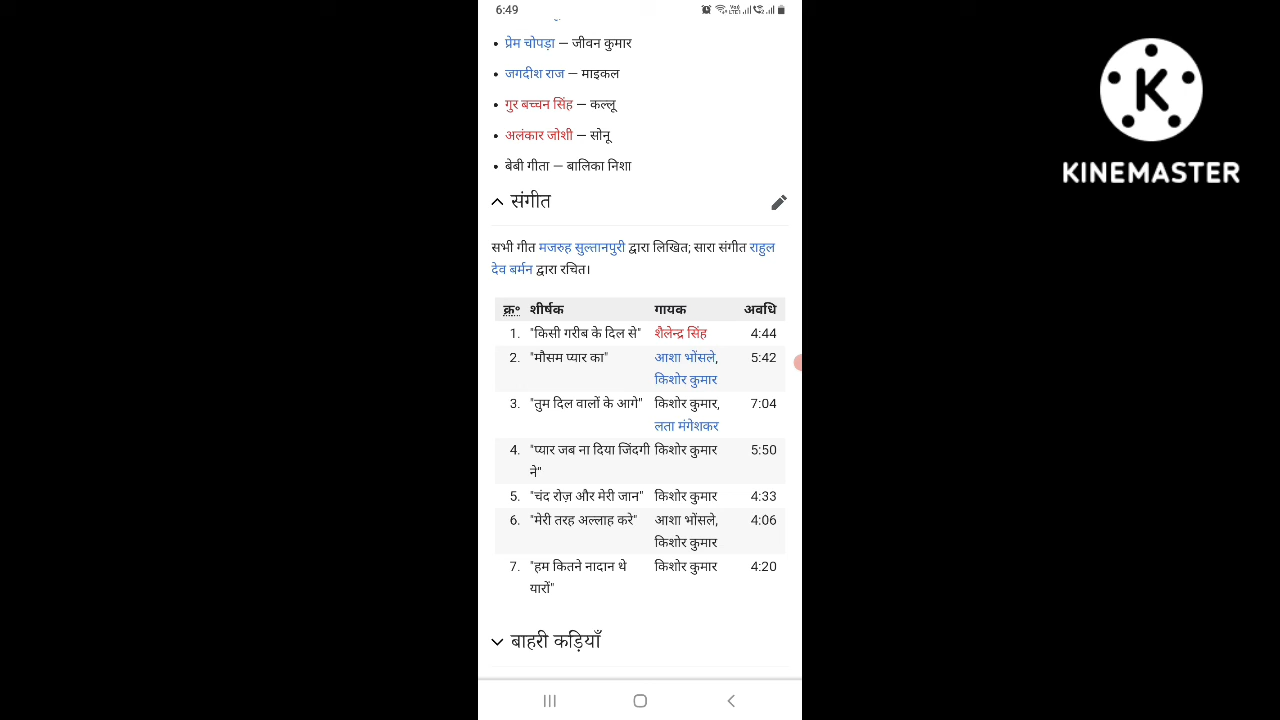 6:49
• प्रेम चोपड़ा — जीवन कुमार
• जगदीश राज — माइकल
• गुर बच्चन सिंह — कल्लू
• अलंकार जोशी — सोनू
• बेबी गीता — बालिका निशा
K
KINEMASTER
संगीत
सभी गीत मजरुह सुल्तानपुरी द्वारा लिखित; सारा संगीत राहुल
देव बर्मन द्वारा रचित।
क्र॰ शीर्षक गायक अवधि
1. "किसी गरीब के दिल से" शैलेन्द्र सिंह 4:44
2. "मौसम प्यार का" आशा भोंसले, 5:42
किशोर कुमार
3. "तुम दिल वालों के आगे" किशोर कुमार, 7:04
लता मंगेशकर
4. "प्यार जब ना दिया जिंदगी किशोर कुमार 5:50
ने"
5. "चंद रोज़ और मेरी जान" किशोर कुमार 4:33
6. "मेरी तरह अल्लाह करे" आशा भोंसले, 4:06
किशोर कुमार
7. "हम कितने नादान थे किशोर कुमार 4:20
यारों"
बाहरी कड़ियाँ